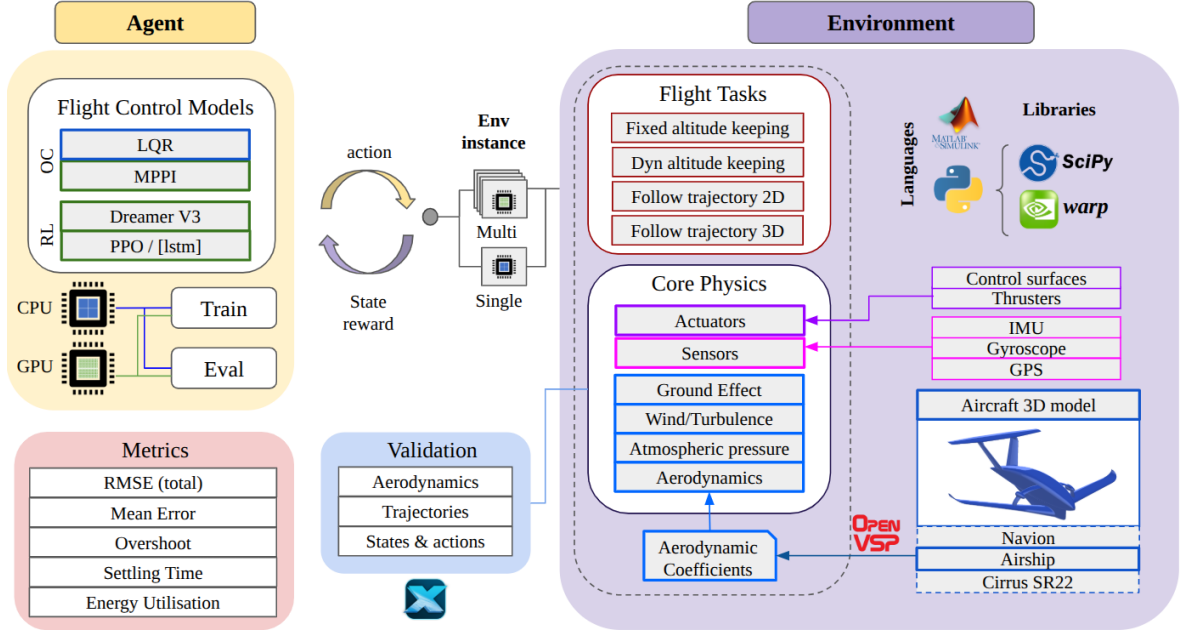 Agent
Environment
Flight Control Models
OC
LQR
MPPI
RL
Dreamer V3
PPO / [lstm]
CPU
GPU
Train
Eval
action
State
reward
Env
instance
Multi
Single
Flight Tasks
Fixed altitude keeping
Dyn altitude keeping
Follow trajectory 2D
Follow trajectory 3D
Languages
MATLAB
SIMULINK
Libraries
SciPy
warp
Core Physics
Actuators
Sensors
Ground Effect
Wind/Turbulence
Atmospheric pressure
Aerodynamics
Control surfaces
Thrusters
IMU
Gyroscope
GPS
Aircraft 3D model
Navion
Airship
Cirrus SR22
OPEN
VSP
Aerodynamic
Coefficients
Metrics
RMSE (total)
Mean Error
Overshoot
Settling Time
Energy Utilisation
Validation
Aerodynamics
Trajectories
States & actions
X